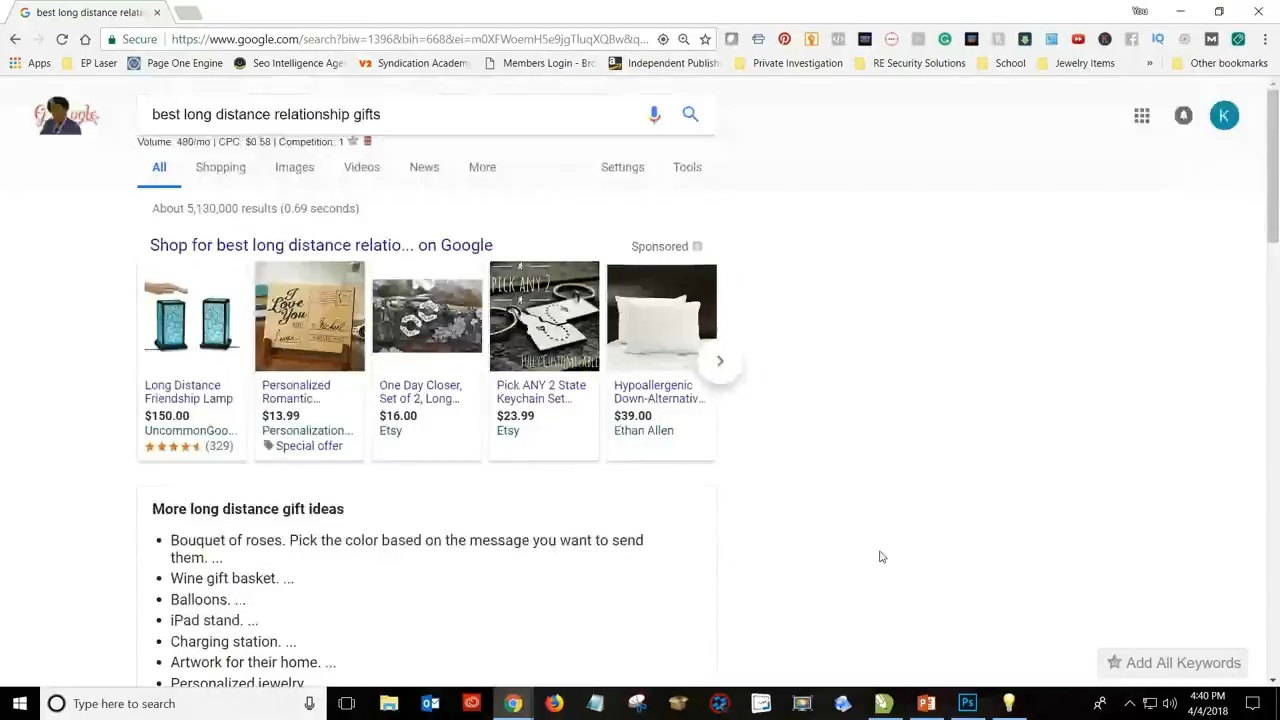 best long distance relati
You
Secure
https://www.google.com/search?biw=1396&bih=668&ei=m0XFWoemH5e9jgTluqXQBw&q...
Apps
EP Laser
Page One Engine
Seo Intelligence Age
Syndication Academ
Members Login - Bro
Independent Publish
Private Investigation
RE Security Solutions
School
Jewelry Items
»
Other bookmarks
best long distance relationship gifts
K
Volume: 480/mo | CPC: $0.58 | Competition: 1
All
Shopping
Images
Videos
News
More
Settings
Tools
About 5,130,000 results (0.69 seconds)
Shop for best long distance relatio... on Google
Sponsored
I Love You
PICK ANY 2
FULLY CUSTOMIZABLE
Long Distance
Friendship Lamp
$150.00
UncommonGoo...
(329)
Personalized
Romantic...
$13.99
Personalization...
Special offer
One Day Closer,
Set of 2, Long...
$16.00
Etsy
Pick ANY 2 State
Keychain Set...
$23.99
Etsy
Hypoallergenic
Down-Alternativ...
$39.00
Ethan Allen
More long distance gift ideas
Bouquet of roses. Pick the color based on the message you want to send
them. ...
Wine gift basket. ...
Balloons. ...
iPad stand. ...
Charging station. ...
Artwork for their home. ...
Personalized jewelry
Add All Keywords
Type here to search
4:40 PM
4/4/2018